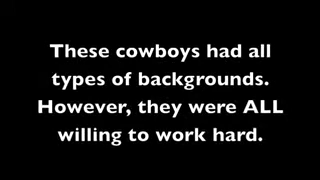 These cowboys had all
types of backgrounds.
However, they were ALL
willing to work hard.